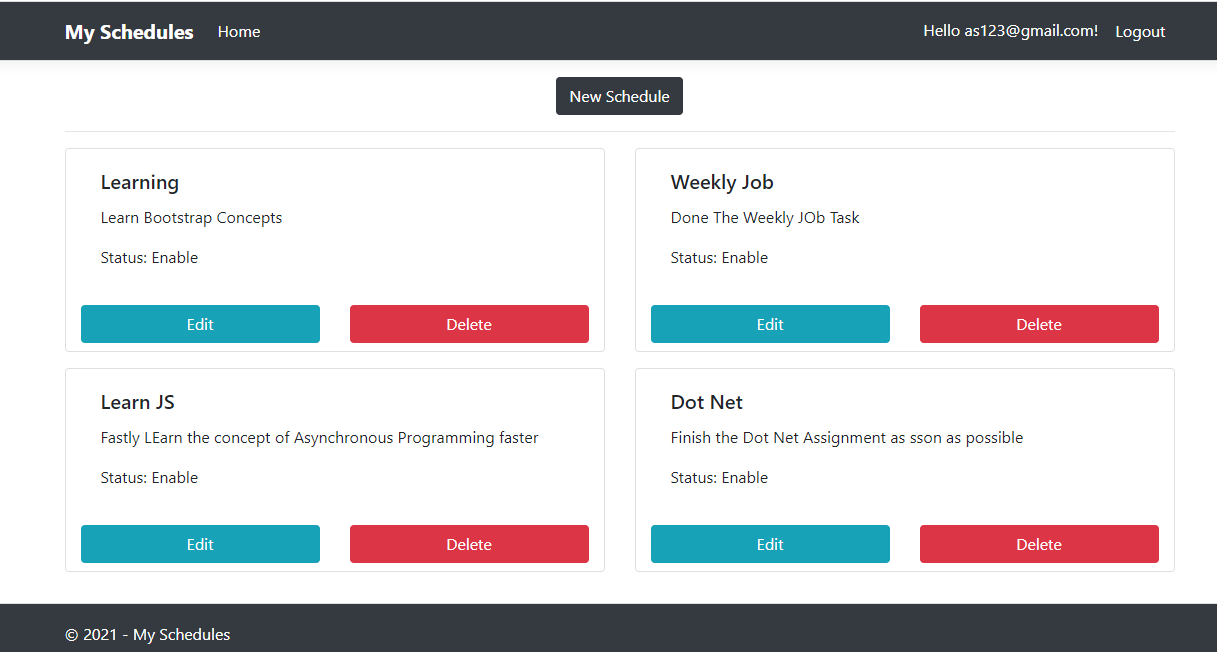 My Schedules Home Hello as123@gmail.com! Logout
New Schedule
Learning
Learn Bootstrap Concepts
Status: Enable
Edit Delete
Weekly Job
Done The Weekly JOb Task
Status: Enable
Edit Delete
Learn JS
Fastly LEarn the concept of Asynchronous Programming faster
Status: Enable
Edit Delete
Dot Net
Finish the Dot Net Assignment as sson as possible
Status: Enable
Edit Delete
© 2021 - My Schedules